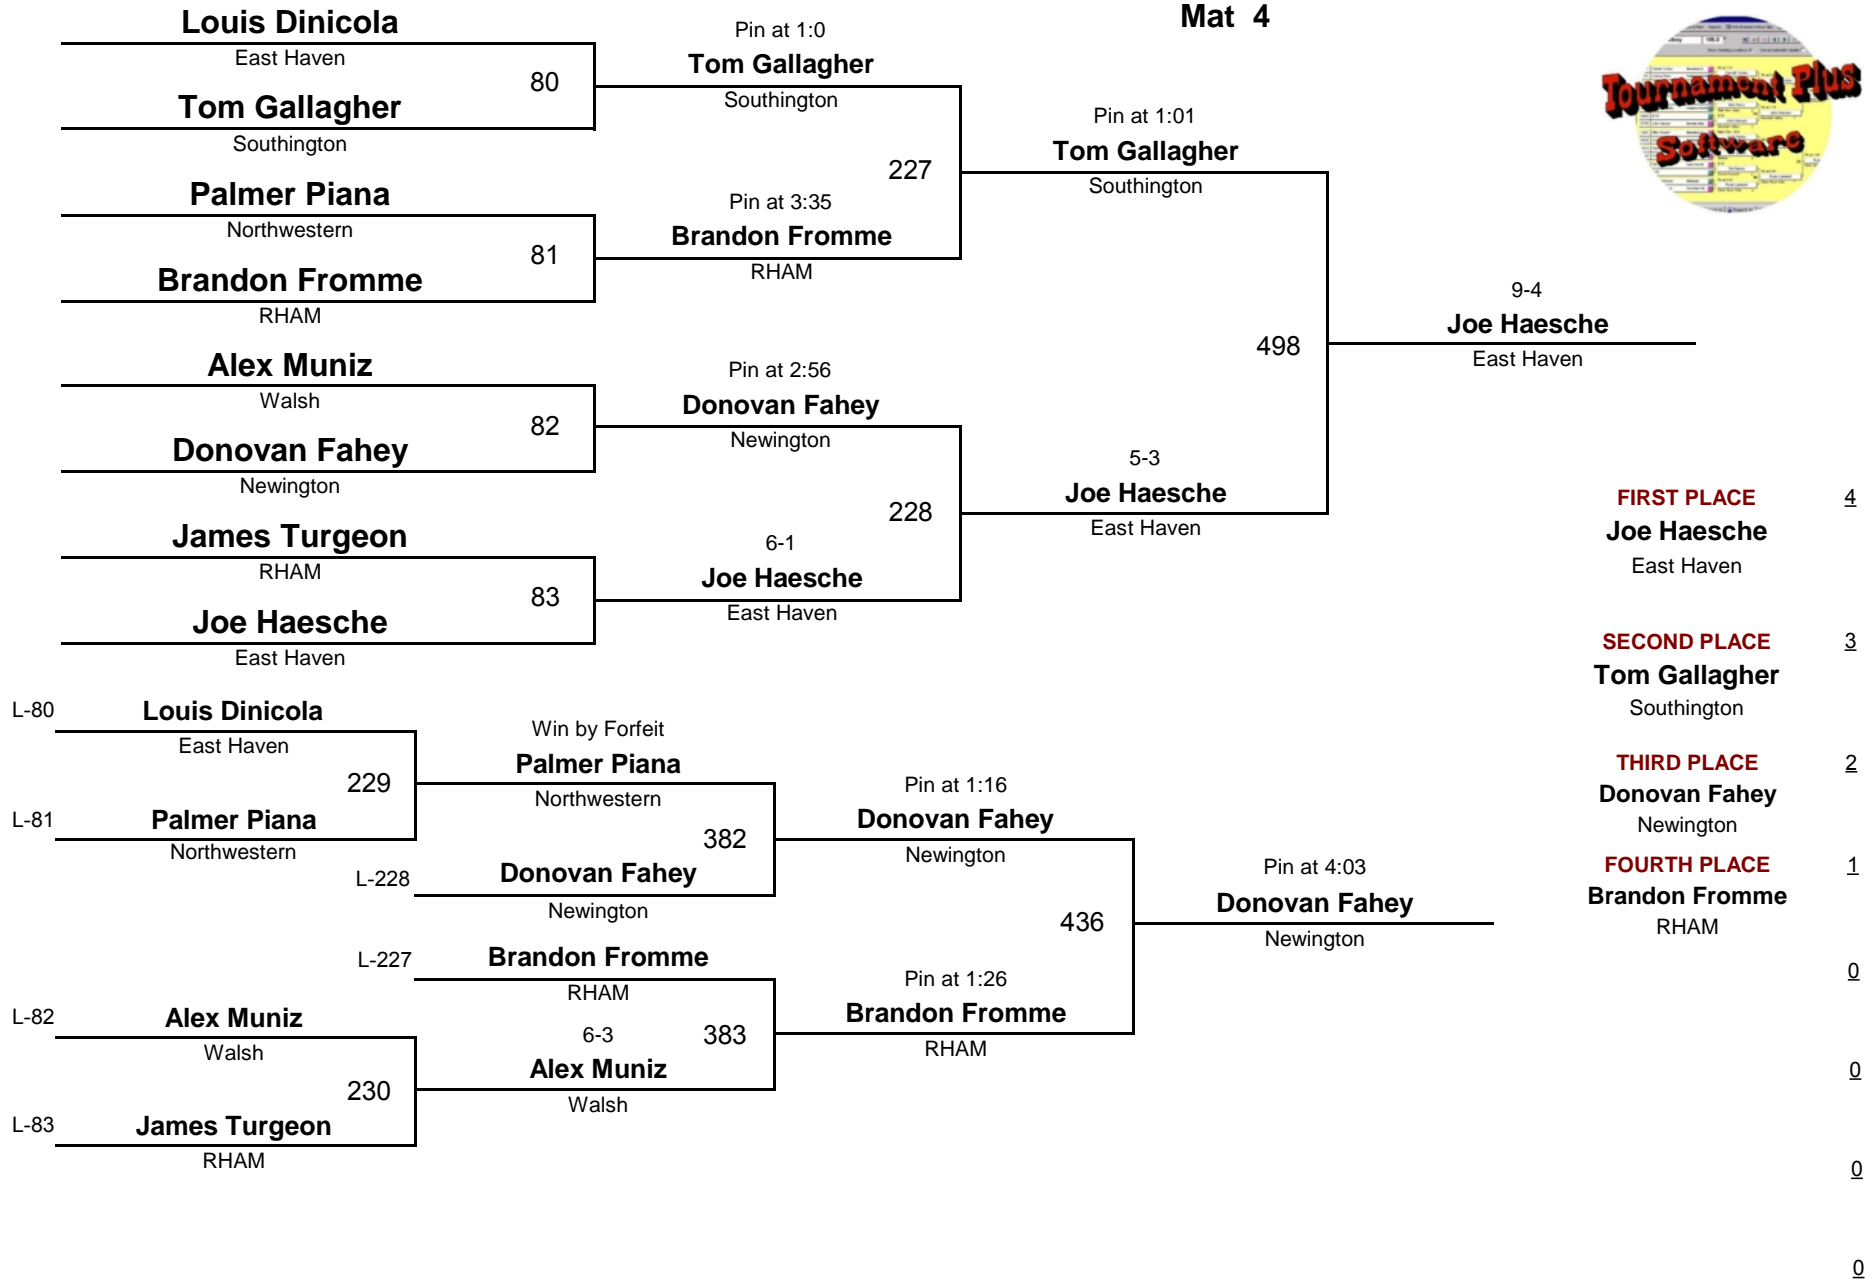 Mat 4
Tournament Plus
Software
Louis Dinicola
East Haven
80
Tom Gallagher
Southington
Palmer Piana
Northwestern
81
Brandon Fromme
RHAM
Alex Muniz
Walsh
82
Donovan Fahey
Newington
James Turgeon
RHAM
83
Joe Haesche
East Haven
Pin at 1:0
Tom Gallagher
Southington
227
Pin at 3:35
Brandon Fromme
RHAM
Pin at 2:56
Donovan Fahey
Newington
228
6-1
Joe Haesche
East Haven
Pin at 1:01
Tom Gallagher
Southington
498
5-3
Joe Haesche
East Haven
9-4
Joe Haesche
East Haven
FIRST PLACE 4
Joe Haesche
East Haven
SECOND PLACE 3
Tom Gallagher
Southington
THIRD PLACE 2
Donovan Fahey
Newington
FOURTH PLACE 1
Brandon Fromme
RHAM
0
0
0
0
L-80
Louis Dinicola
East Haven
229
L-81
Palmer Piana
Northwestern
Win by Forfeit
Palmer Piana
Northwestern
382
L-228
Donovan Fahey
Newington
L-227
Brandon Fromme
RHAM
383
L-82
Alex Muniz
Walsh
230
L-83
James Turgeon
RHAM
6-3
Alex Muniz
Walsh
Pin at 1:16
Donovan Fahey
Newington
436
Pin at 1:26
Brandon Fromme
RHAM
Pin at 4:03
Donovan Fahey
Newington